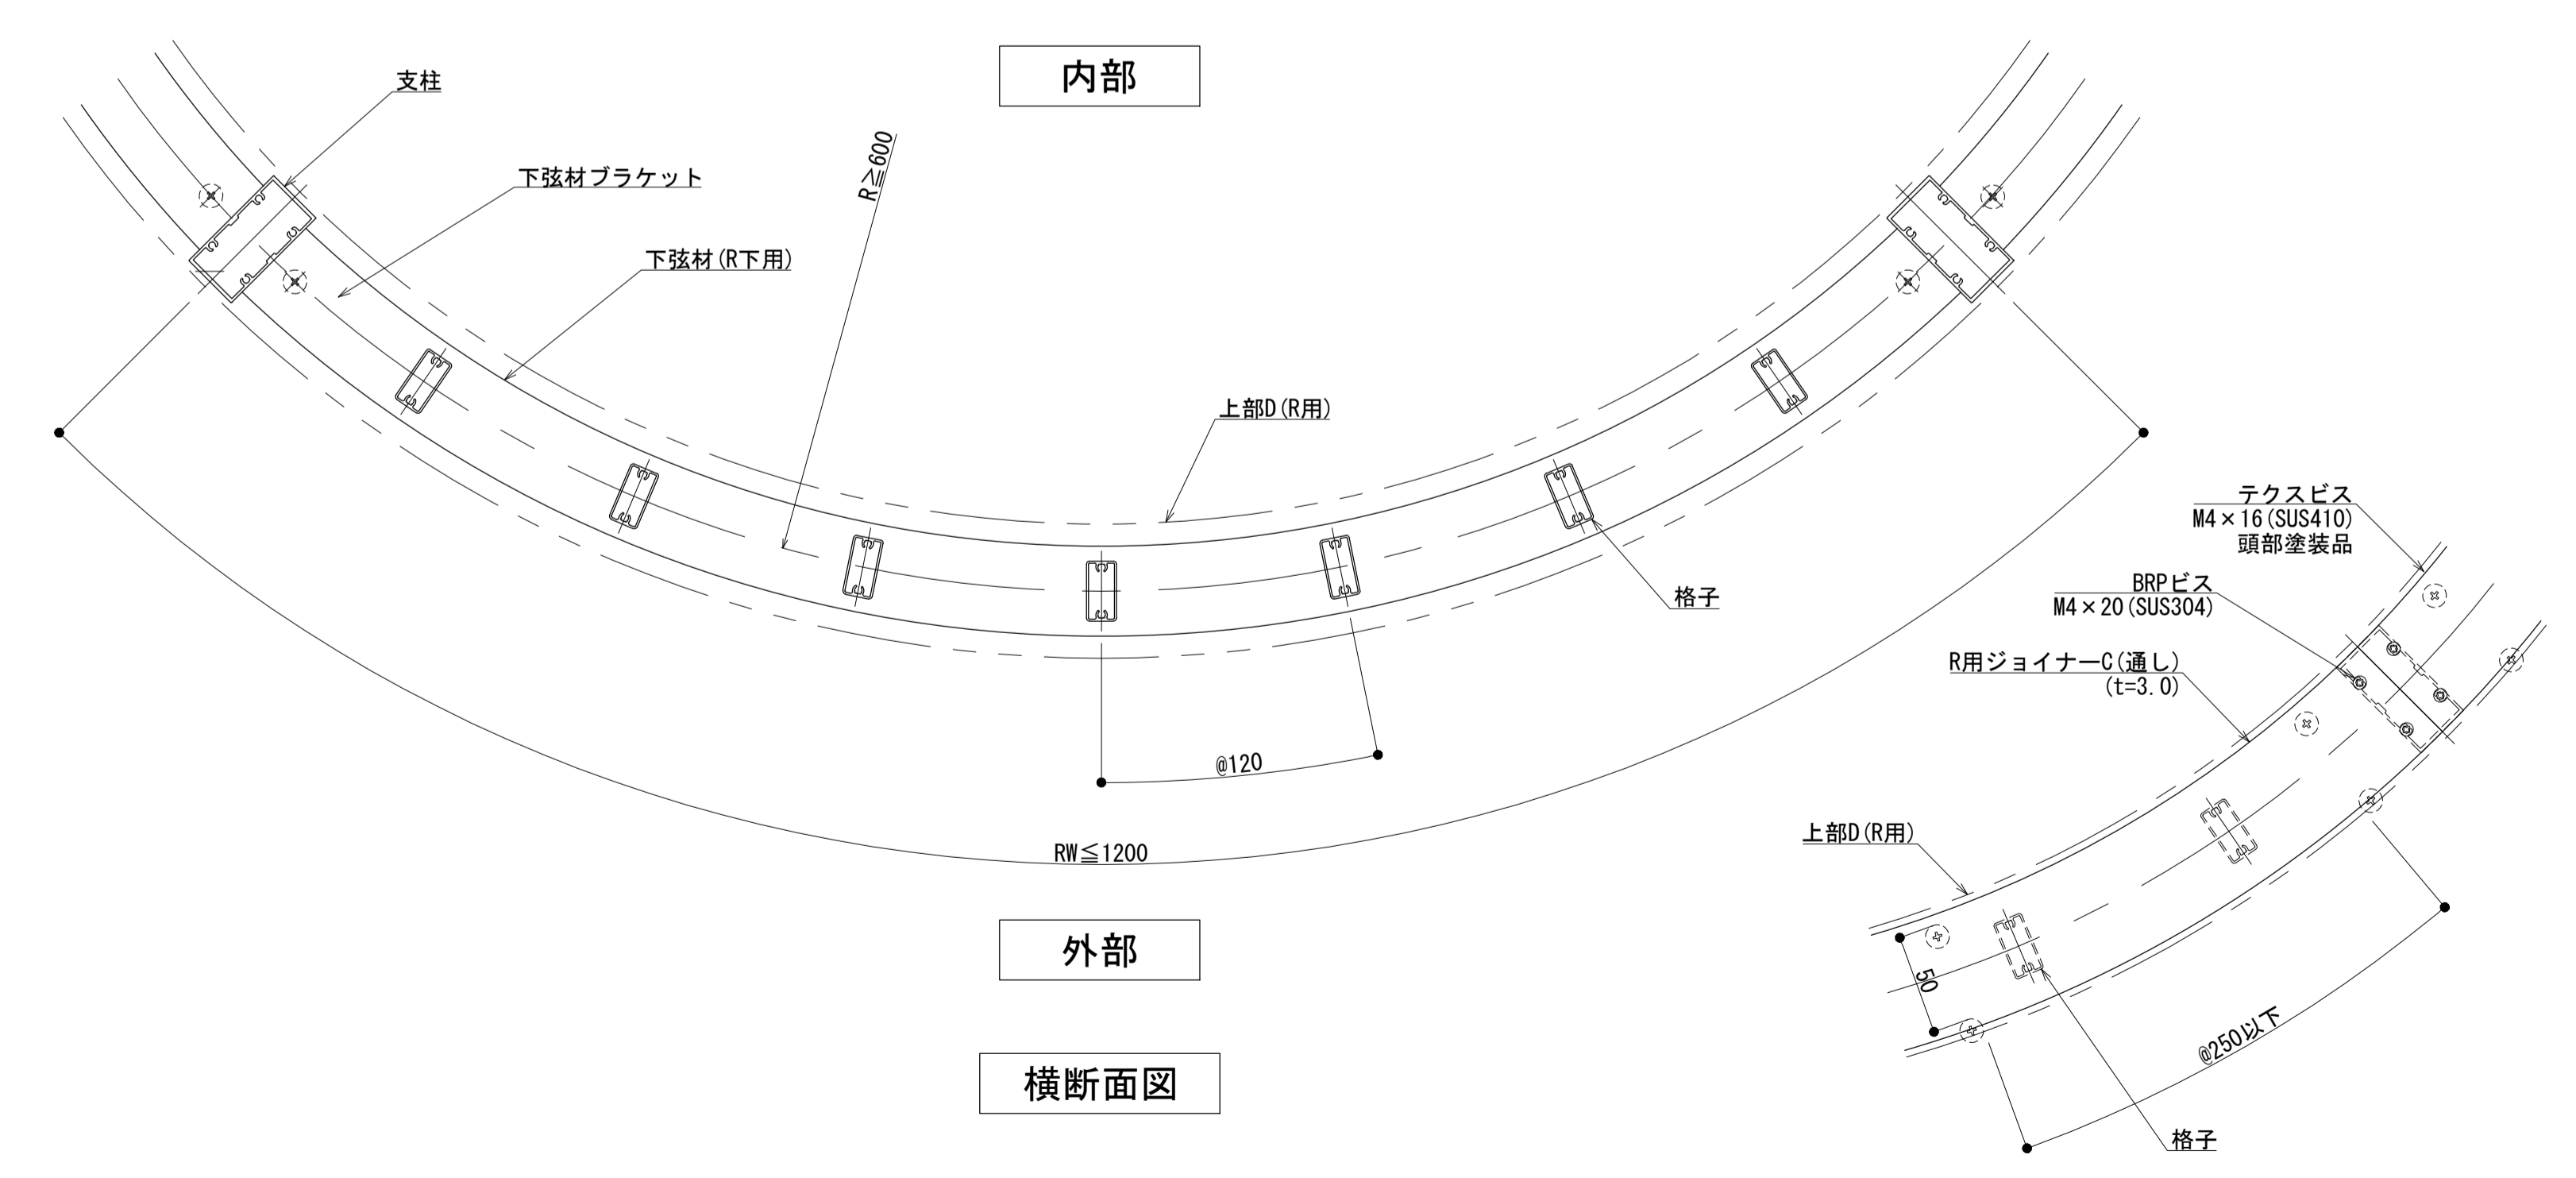 内部
支柱
下弦材ブラケット
下弦材(R下用)
R≧600
上部D(R用)
格子
@120
RW≦1200
外部
横断面図
テクスビス
M4×16(SUS410)
頭部塗装品
BRPビス
M4×20(SUS304)
R用ジョイナーC(通し)
(t=3.0)
上部D(R用)
50
@250以下
格子